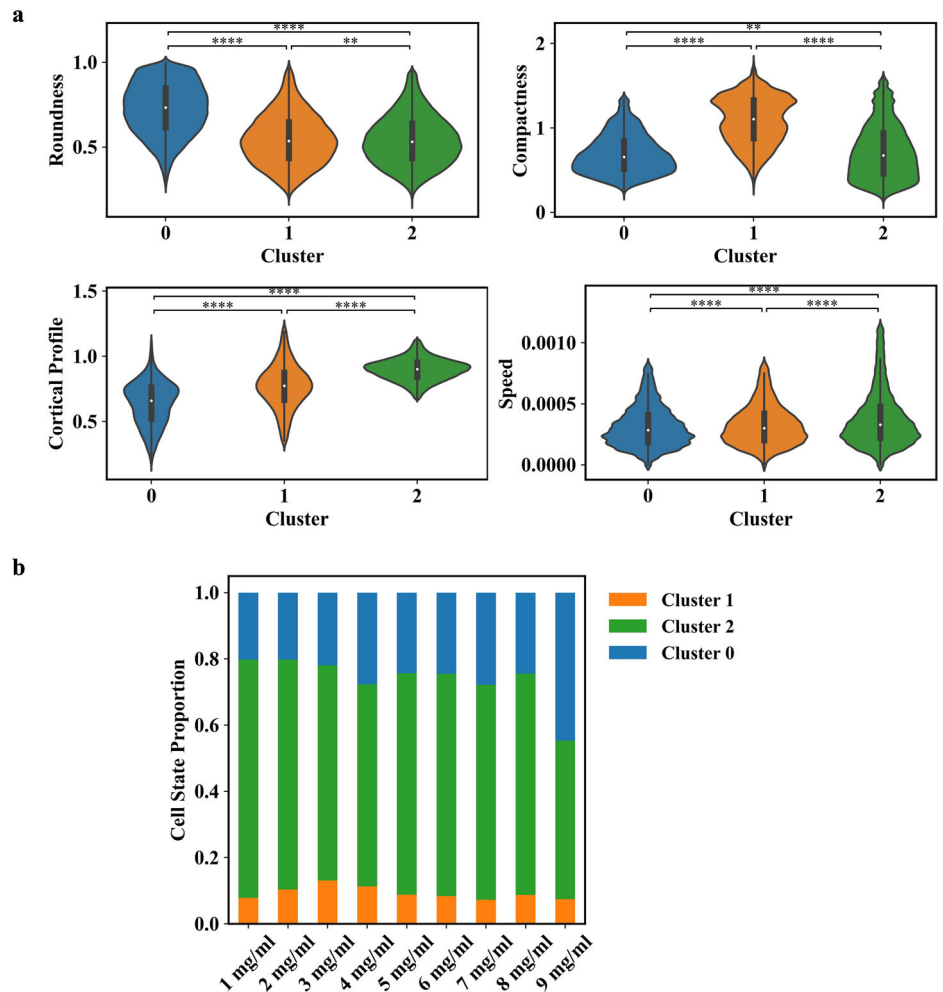 a
****
**** **
Roundness
1.0
0.5
0 1 2
Cluster
**
**** ****
Compactness
2
1
0
0 1 2
Cluster
****
**** ****
Cortical Profile
1.5
1.0
0.5
0 1 2
Cluster
****
**** ****
Speed
0.0010
0.0005
0.0000
0 1 2
Cluster
b
Cell State Proportion
1.0
0.8
0.6
0.4
0.2
0.0
1 mg/ml
2 mg/ml
3 mg/ml
4 mg/ml
5 mg/ml
6 mg/ml
7 mg/ml
8 mg/ml
9 mg/ml
Cluster 1
Cluster 2
Cluster 0